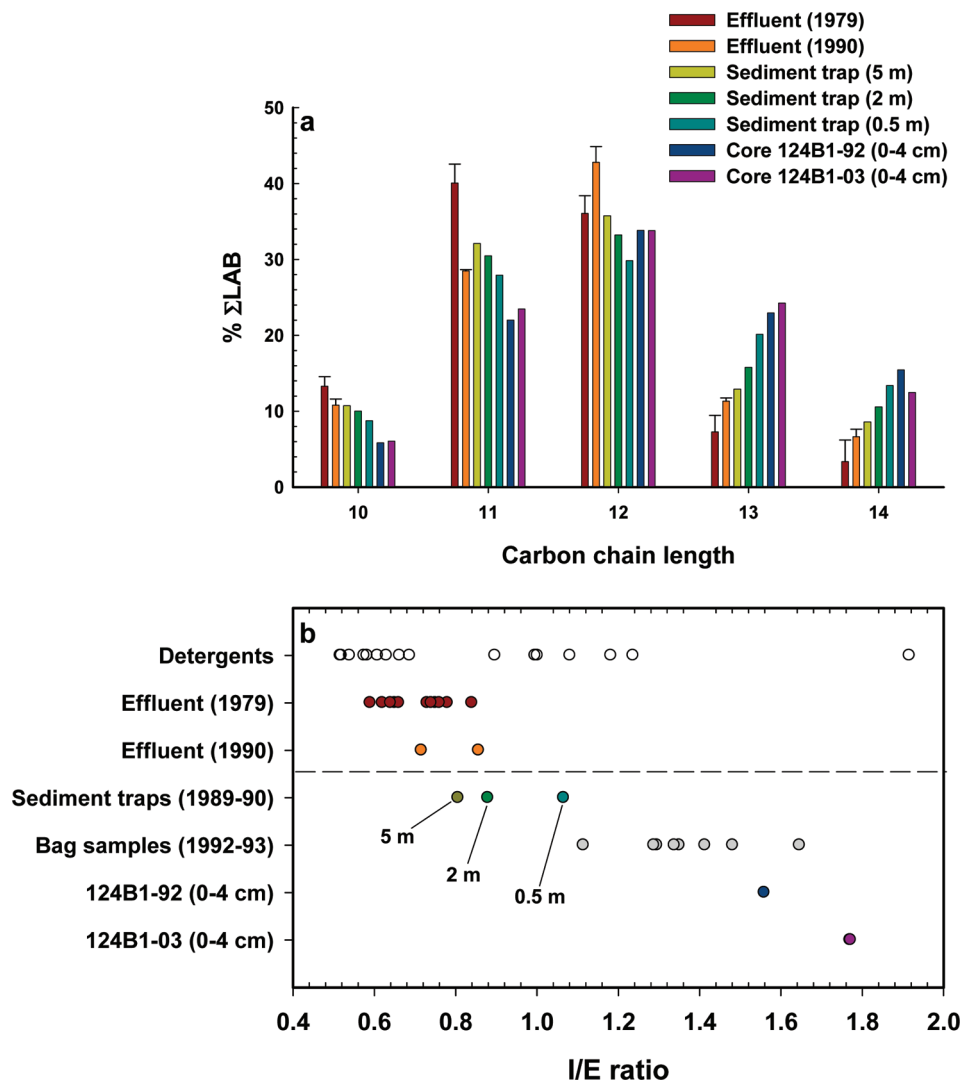 Effluent (1979)
Effluent (1990)
Sediment trap (5 m)
Sediment trap (2 m)
Sediment trap (0.5 m)
Core 124B1-92 (0-4 cm)
Core 124B1-03 (0-4 cm)
a
50
40
30
20
10
0
% ΣLAB
10 11 12 13 14
Carbon chain length
b
Detergents
Effluent (1979)
Effluent (1990)
Sediment traps (1989-90)
5 m
Bag samples (1992-93)
2 m
124B1-92 (0-4 cm)
0.5 m
124B1-03 (0-4 cm)
0.4 0.6 0.8 1.0 1.2 1.4 1.6 1.8 2.0
I/E ratio